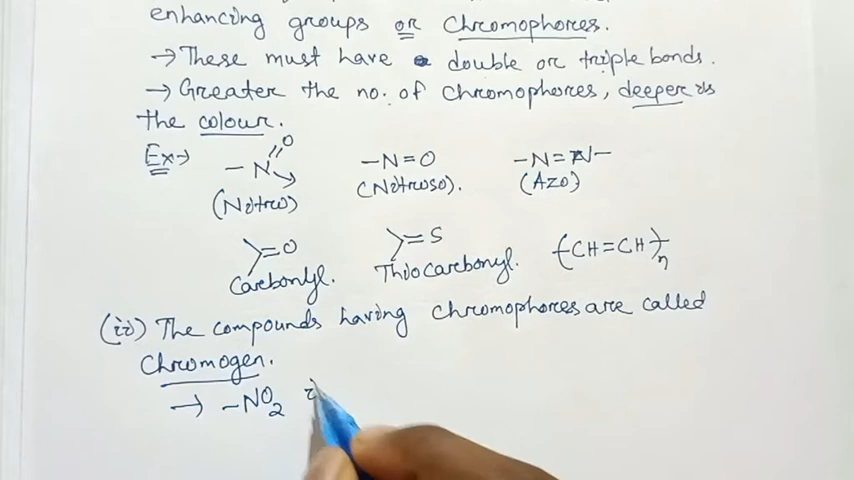 enhancing groups or Chromophores.
→ These must have double or triple bonds.
→ Greater the no. of chromophores, deeper is
the colour.
Ex→ -N=O → -N=O -N=N-
(Nitro) (Nitroso). (Azo)
>=O >=S (CH=CH)n
Carbonyl. Thiocarbonyl.
(ii) The compounds having chromophores are called
Chromogen.
→ -NO2 i